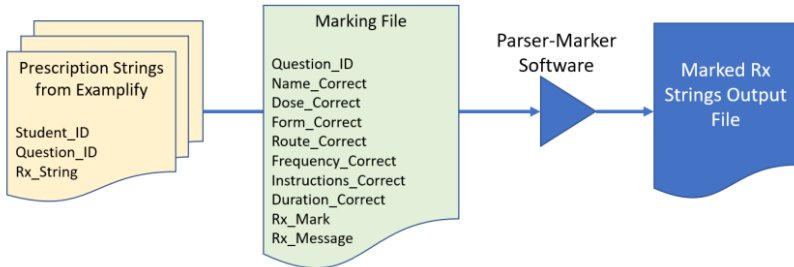 Prescription Strings
from Examplify
Student_ID
Question_ID
Rx_String
Marking File
Question_ID
Name_Correct
Dose_Correct
Form_Correct
Route_Correct
Frequency_Correct
Instructions_Correct
Duration_Correct
Rx_Mark
Rx_Message
Parser-Marker
Software
Marked Rx
Strings Output
File